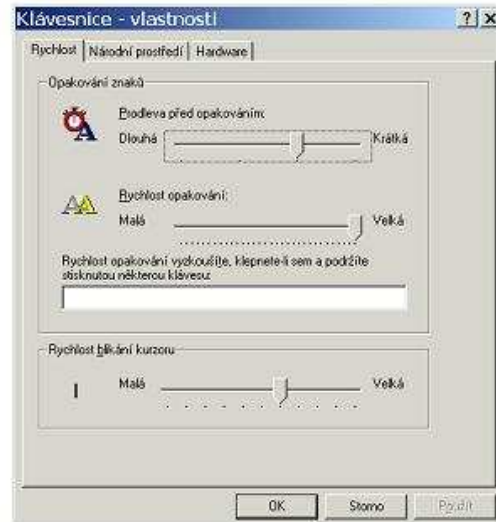 Klávesnice - vlastnosti
Rychlost Národní prostředí Hardware
Opakování znaků
Prodleva před opakováním:
Dlouhá Krátká
Rychlost opakování:
Malá Velká
Rychlost opakování vyzkoušíte, klepnete-li sem a podržíte
stisknutou některou klávesu:
Rychlost blikání kurzoru
Malá Velká
OK Storno Použít